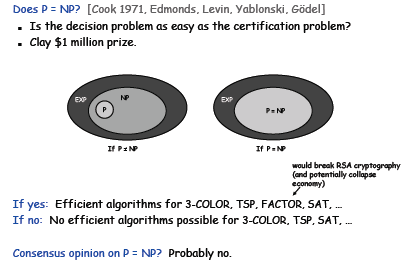 Does P = NP? [Cook 1971, Edmonds, Levin, Yablonski, Gödel]
▪ Is the decision problem as easy as the certification problem?
▪ Clay $1 million prize.
EXP NP P
EXP P = NP
If P ≠ NP If P = NP
would break RSA cryptography
(and potentially collapse
economy)
If yes: Efficient algorithms for 3-COLOR, TSP, FACTOR, SAT, ...
If no: No efficient algorithms possible for 3-COLOR, TSP, SAT, ...
Consensus opinion on P = NP? Probably no.